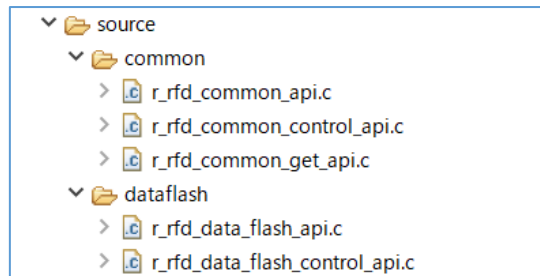 source
common
r_rfd_common_api.c
r_rfd_common_control_api.c
r_rfd_common_get_api.c
dataflash
r_rfd_data_flash_api.c
r_rfd_data_flash_control_api.c